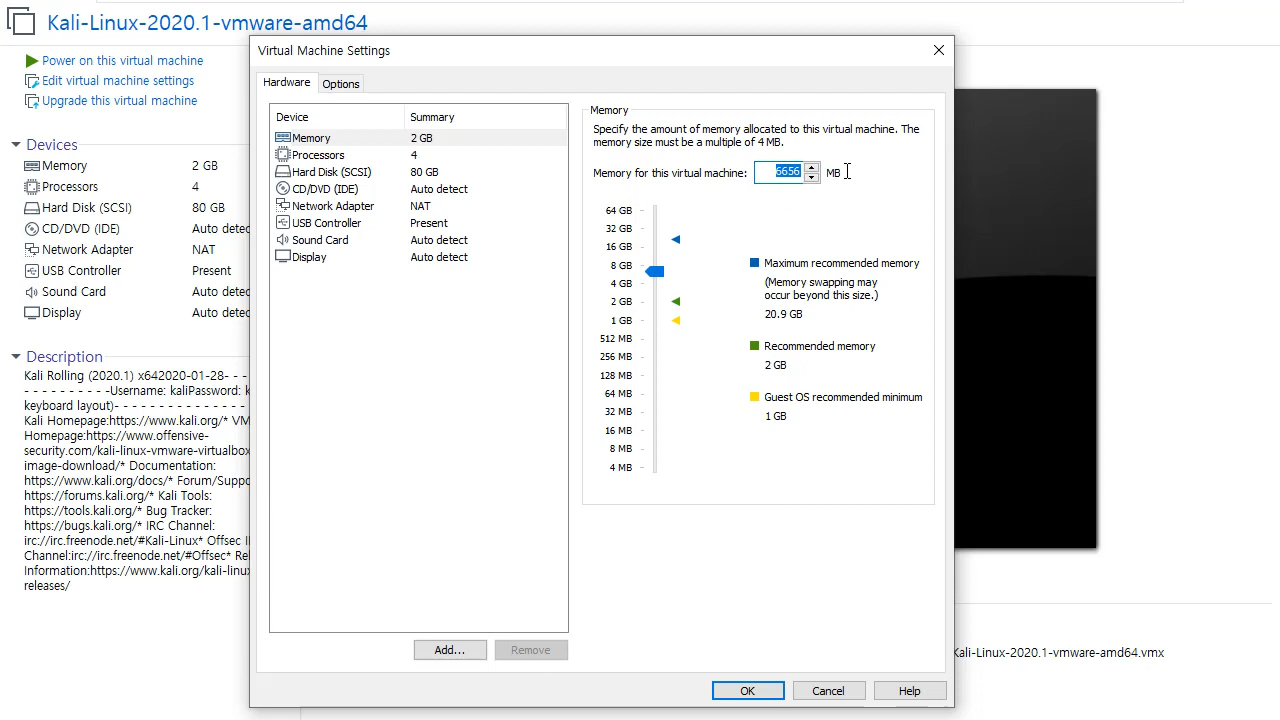 Kali-Linux-2020.1-vmware-amd64
Power on this virtual machine
Edit virtual machine settings
Upgrade this virtual machine
Devices
Memory 2 GB
Processors 4
Hard Disk (SCSI) 80 GB
CD/DVD (IDE) Auto detec
Network Adapter NAT
USB Controller Present
Sound Card Auto detec
Display Auto detec
Description
Kali Rolling (2020.1) x642020-01-28- - -
- - - - - - - - - -Username: kaliPassword: k
keyboard layout)- - - - - - - - - - - - - - -
Kali Homepage:https://www.kali.org/* VM
Homepage:https://www.offensive-
security.com/kali-linux-vmware-virtualbox
image-download/* Documentation:
https://www.kali.org/docs/* Forum/Suppo
https://forums.kali.org/* Kali Tools:
https://tools.kali.org/* Bug Tracker:
https://bugs.kali.org/* IRC Channel:
irc://irc.freenode.net/#Kali-Linux* Offsec I
Channel:irc://irc.freenode.net/#Offsec* Rel
Information:https://www.kali.org/kali-linux
releases/
Virtual Machine Settings
Hardware Options
Device Summary
Memory 2 GB
Processors 4
Hard Disk (SCSI) 80 GB
CD/DVD (IDE) Auto detect
Network Adapter NAT
USB Controller Present
Sound Card Auto detect
Display Auto detect
Add... Remove
Memory
Specify the amount of memory allocated to this virtual machine. The
memory size must be a multiple of 4 MB.
Memory for this virtual machine: 6656 MB
64 GB
32 GB
16 GB
8 GB
4 GB
2 GB
1 GB
512 MB
256 MB
128 MB
64 MB
32 MB
16 MB
8 MB
4 MB
Maximum recommended memory
(Memory swapping may
occur beyond this size.)
20.9 GB
Recommended memory
2 GB
Guest OS recommended minimum
1 GB
OK Cancel Help
Kali-Linux-2020.1-vmware-amd64.vmx